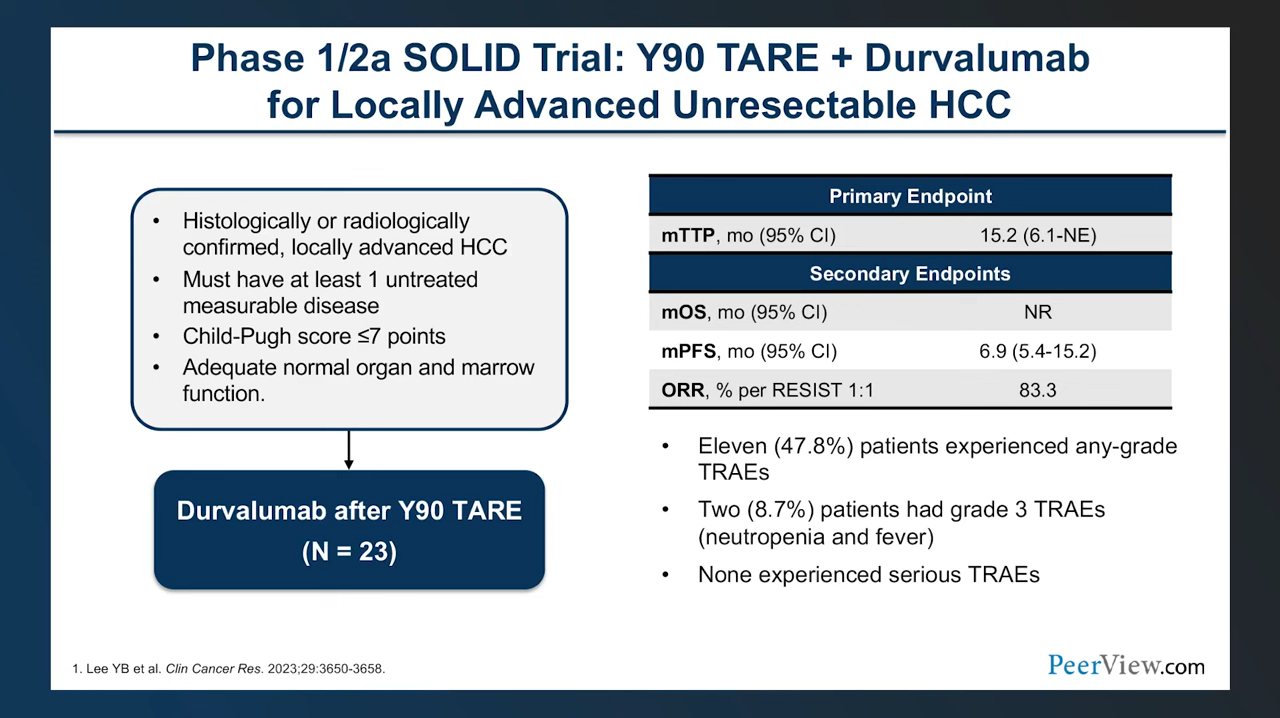 Phase 1/2a SOLID Trial: Y90 TARE + Durvalumab
for Locally Advanced Unresectable HCC
• Histologically or radiologically
confirmed, locally advanced HCC
• Must have at least 1 untreated
measurable disease
• Child-Pugh score ≤7 points
• Adequate normal organ and marrow
function.
Durvalumab after Y90 TARE
(N = 23)
Primary Endpoint
mTTP, mo (95% CI) 15.2 (6.1-NE)
Secondary Endpoints
mOS, mo (95% CI) NR
mPFS, mo (95% CI) 6.9 (5.4-15.2)
ORR, % per RESIST 1:1 83.3
• Eleven (47.8%) patients experienced any-grade
TRAEs
• Two (8.7%) patients had grade 3 TRAEs
(neutropenia and fever)
• None experienced serious TRAEs
1. Lee YB et al. Clin Cancer Res. 2023;29:3650-3658.
PeerView.com